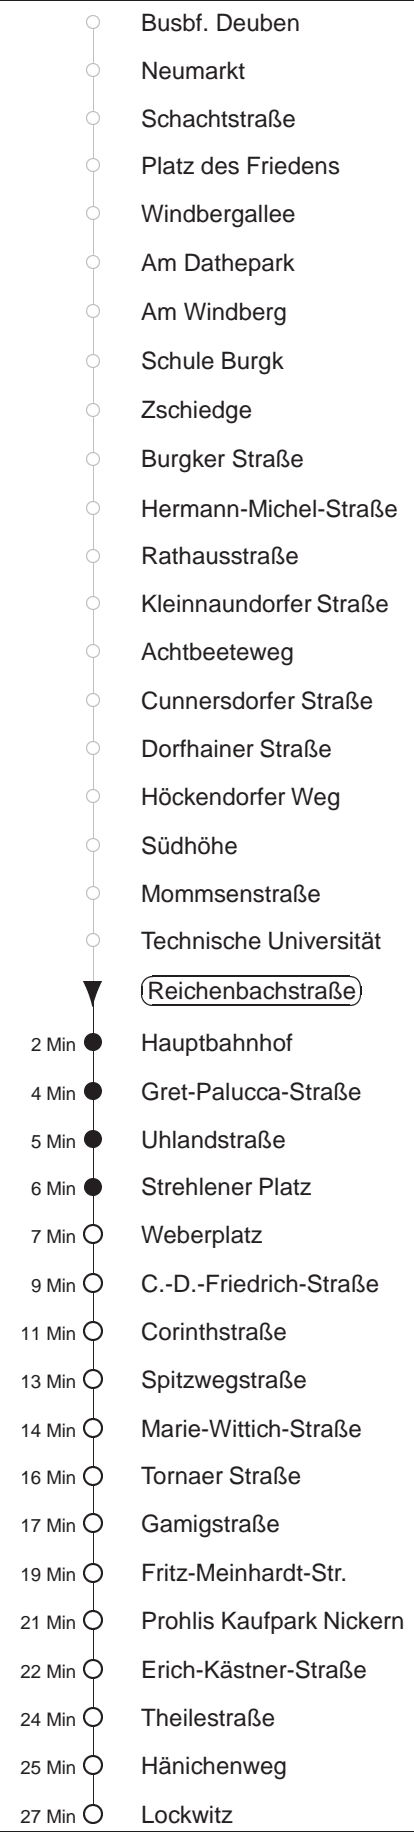 Busbf. Deuben
Neumarkt
Schachtstraße
Platz des Friedens
Windbergallee
Am Dathepark
Am Windberg
Schule Burgk
Zschiedge
Burgker Straße
Hermann-Michel-Straße
Rathausstraße
Kleinnaundorfer Straße
Achtbeeteweg
Cunnersdorfer Straße
Dorfhainer Straße
Höckendorfer Weg
Südhöhe
Mommsenstraße
Technische Universität
Reichenbachstraße
2 Min Hauptbahnhof
4 Min Gret-Palucca-Straße
5 Min Uhlandstraße
6 Min Strehlener Platz
7 Min Weberplatz
9 Min C.-D.-Friedrich-Straße
11 Min Corinthstraße
13 Min Spitzwegstraße
14 Min Marie-Wittich-Straße
16 Min Tornaer Straße
17 Min Gamigstraße
19 Min Fritz-Meinhardt-Str.
21 Min Prohlis Kaufpark Nickern
22 Min Erich-Kästner-Straße
24 Min Theilestraße
25 Min Hänichenweg
27 Min Lockwitz